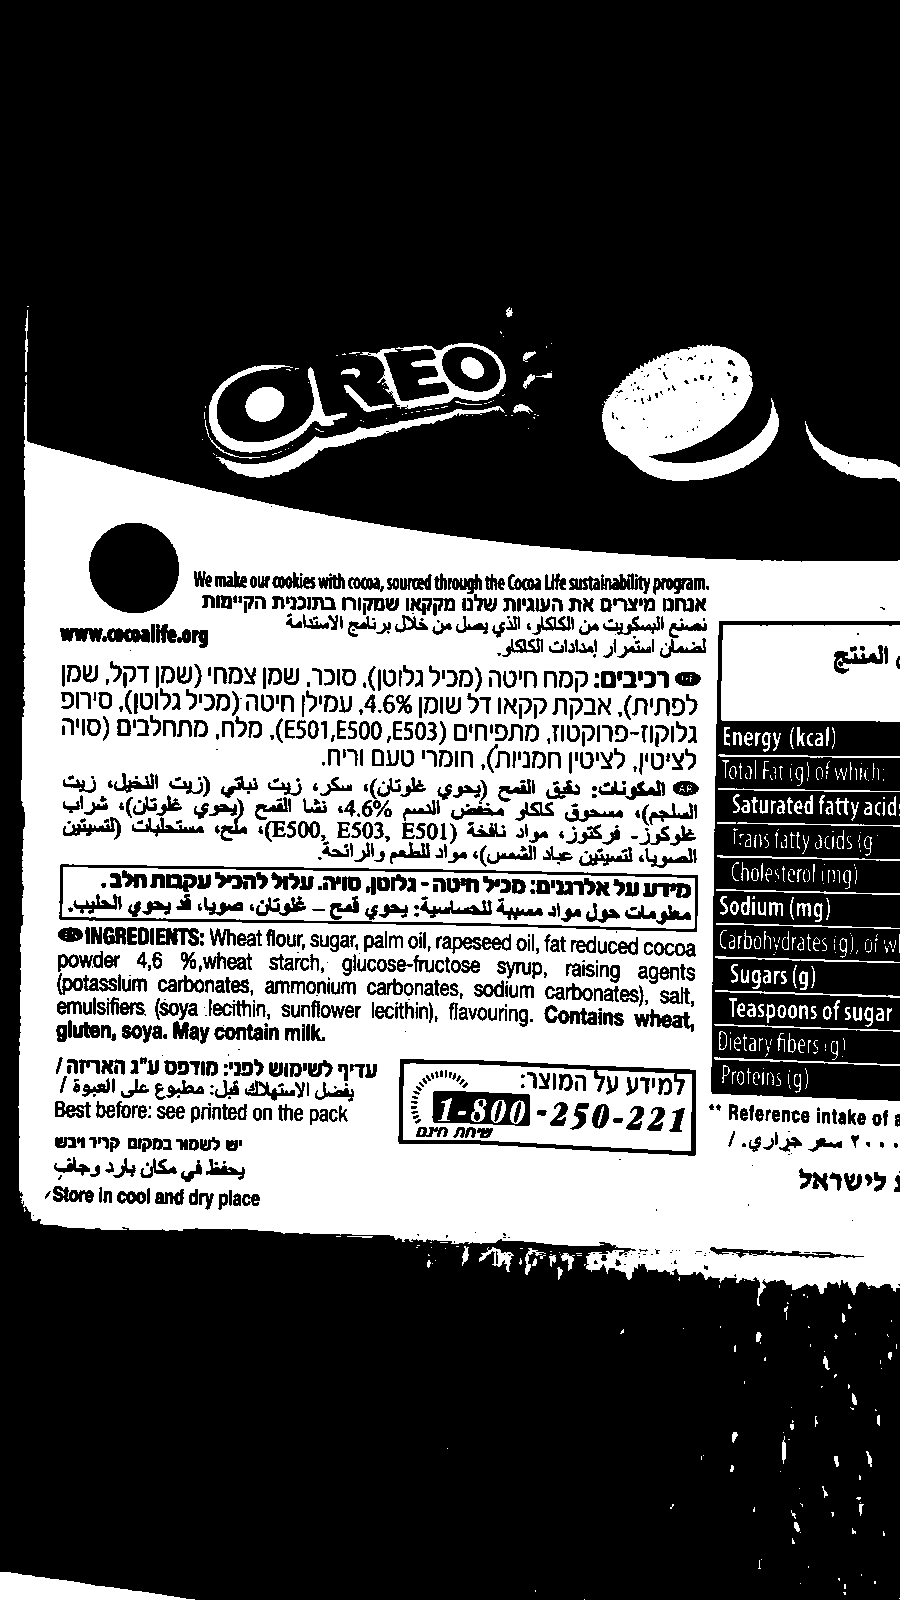 OREO
We make our cookies with cocoa, sourced through the Cocoa Life sustainability program.
אנחנו מיצרים את העוגיות שלנו מקקאו שמקורו בתוכנית הקיימות
نصنع البسكويت من الكاكاو، الذي يصل من خلال برنامج الاستدامة
لضمان استمرار إمدادات الكاكاو.
www.cocoalife.org
רכיבים: קמח חיטה (מכיל גלוטן), סוכר, שמן צמחי (שמן דקל, שמן
לפתית), אבקת קקאו דל שומן 4.6%, עמילן חיטה (מכיל גלוטן), סירופ
גלוקוז-פרוקטוז, מתפיחים (E501,E500 ,E503), מלח, מתחלבים (סויה
לציטין, לציטין חמניות), חומרי טעם וריח.
المكونات: دقيق القمح (يحوي غلوتان)، سكر، زيت نباتي (زيت النخيل، زيت
السلجم)، مسحوق كاكاو مخفض الدسم 4.6%، نشا القمح (يحوي غلوتان)، شراب
غلوكوز- فركتوز، مواد نافخة (E500, E503, E501)، ملح، مستحلبات (لتسيتين
الصويا، لتسيتين عباد الشمس)، مواد للطعم والرائحة.
מידע על אלרגנים: מכיל חיטה - גלוטן, סויה. עלול להכיל עקבות חלב.
معلومات حول مواد مسببة للحساسية: يحوي قمح – غلوتان، صويا، قد يحوي الحليب.
INGREDIENTS: Wheat flour, sugar, palm oil, rapeseed oil, fat reduced cocoa
powder 4,6 %,wheat starch, glucose-fructose syrup, raising agents
(potassium carbonates, ammonium carbonates, sodium carbonates), salt,
emulsifiers (soya lecithin, sunflower lecithin), flavouring. Contains wheat,
gluten, soya. May contain milk.
עדיף לשימוש לפני: מודפס ע"ג האריזה /
يفضل الاستهلاك قبل: مطبوع على العبوة /
Best before: see printed on the pack
יש לשמור במקום קריר ויבש
يحفظ في مكان بارد وجاف
Store in cool and dry place
למידע על המוצר:
1-800-250-221
שיחת חינם
المنتج
Energy (kcal)
Total Fat (g) of which:
Saturated fatty acids
Trans fatty acids (g
Cholesterol (mg)
Sodium (mg)
Carbohydrates (g), of
Sugars (g)
Teaspoons of sugar
Dietary fibers (g)
Proteins (g)
** Reference intake of
٢٠٠٠ سعر حراري. /
לישראל